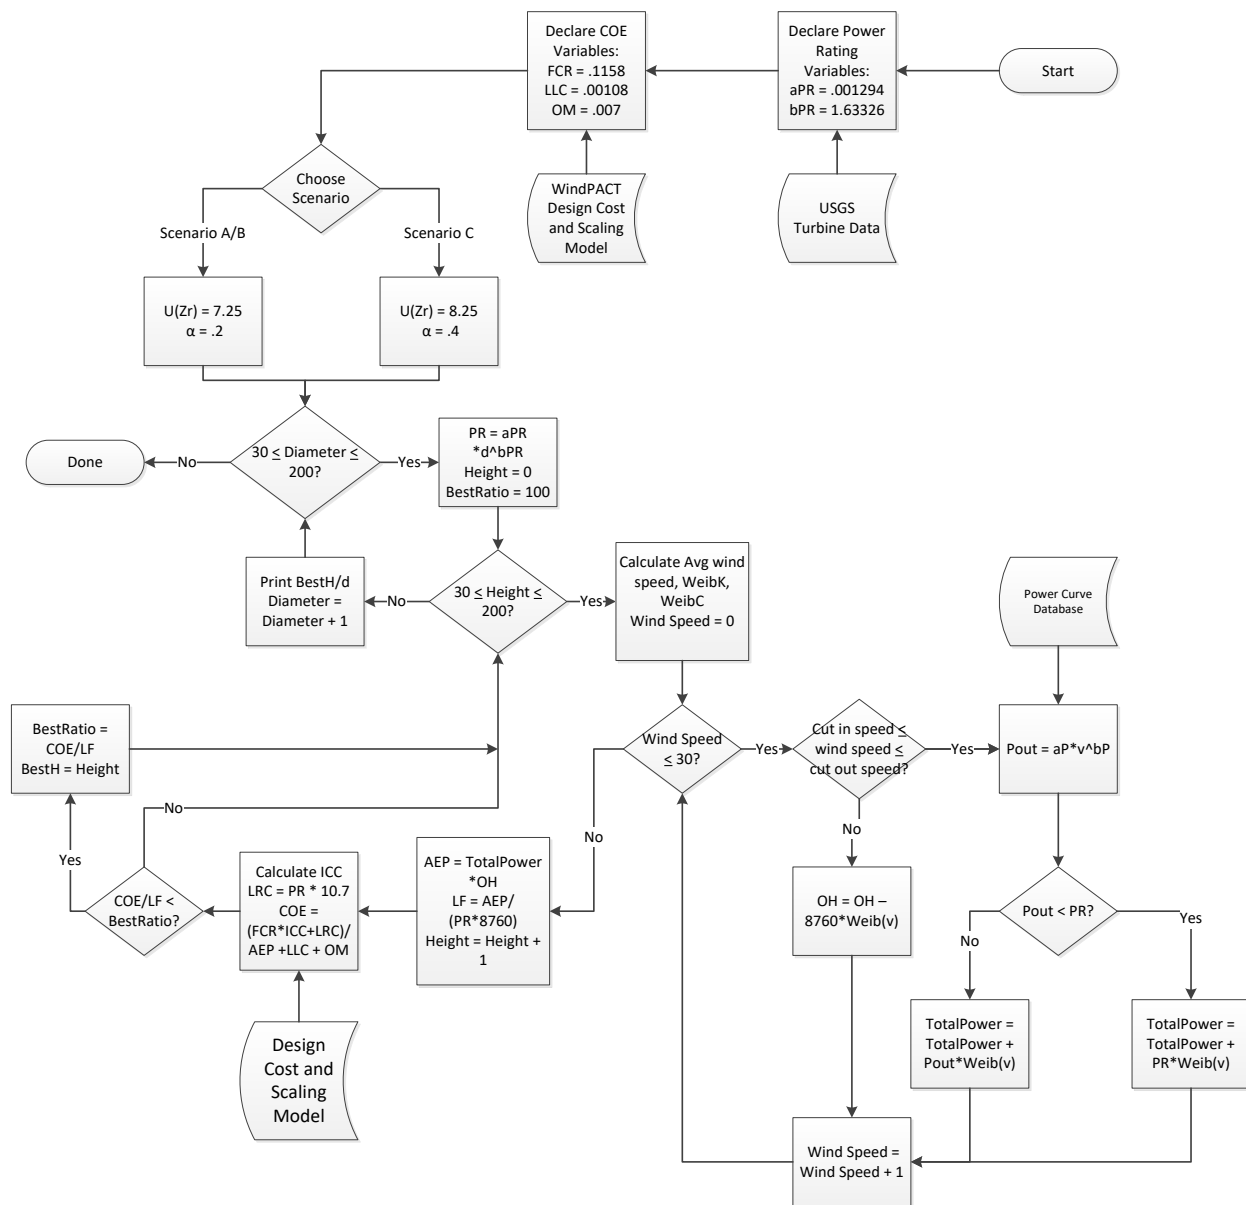 Declare COE
Variables:
FCR = .1158
LLC = .00108
OM = .007
Declare Power
Rating
Variables:
aPR = .001294
bPR = 1.63326
Start
Choose
Scenario
WindPACT
Design Cost
and Scaling
Model
USGS
Turbine Data
Scenario A/B
Scenario C
U(Zr) = 7.25
α = .2
U(Zr) = 8.25
α = .4
Done
No
30 ≤ Diameter ≤
200?
Yes
PR = aPR
*d^bPR
Height = 0
BestRatio = 100
Print BestH/d
Diameter =
Diameter + 1
No
30 ≤ Height ≤
200?
Yes
Calculate Avg wind
speed, WeibK,
WeibC
Wind Speed = 0
Power Curve
Database
BestRatio =
COE/LF
BestH = Height
Wind Speed
≤ 30?
Yes
Cut in speed ≤
wind speed ≤
cut out speed?
Yes
Pout = aP*v^bP
No
No
No
Yes
COE/LF <
BestRatio?
Calculate ICC
LRC = PR * 10.7
COE =
(FCR*ICC+LRC)/
AEP +LLC + OM
AEP = TotalPower
*OH
LF = AEP/
(PR*8760)
Height = Height +
1
OH = OH –
8760*Weib(v)
Pout < PR?
No
Yes
Design
Cost and
Scaling
Model
TotalPower =
TotalPower +
Pout*Weib(v)
TotalPower =
TotalPower +
PR*Weib(v)
Wind Speed =
Wind Speed + 1